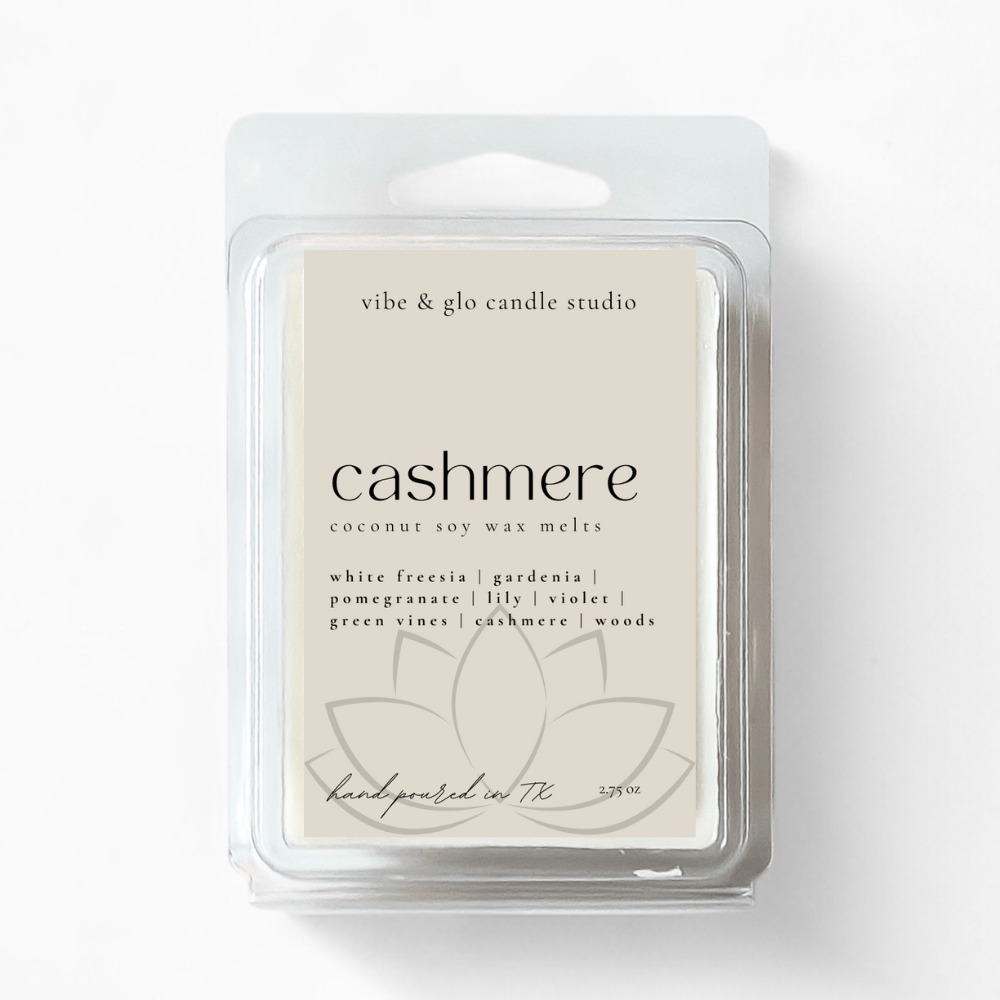 vibe & glo candle studio
cashmere
coconut soy wax melts
white freesia | gardenia |
pomegranate | lily | violet |
green vines | cashmere | woods
hand poured in TX
2.75 oz